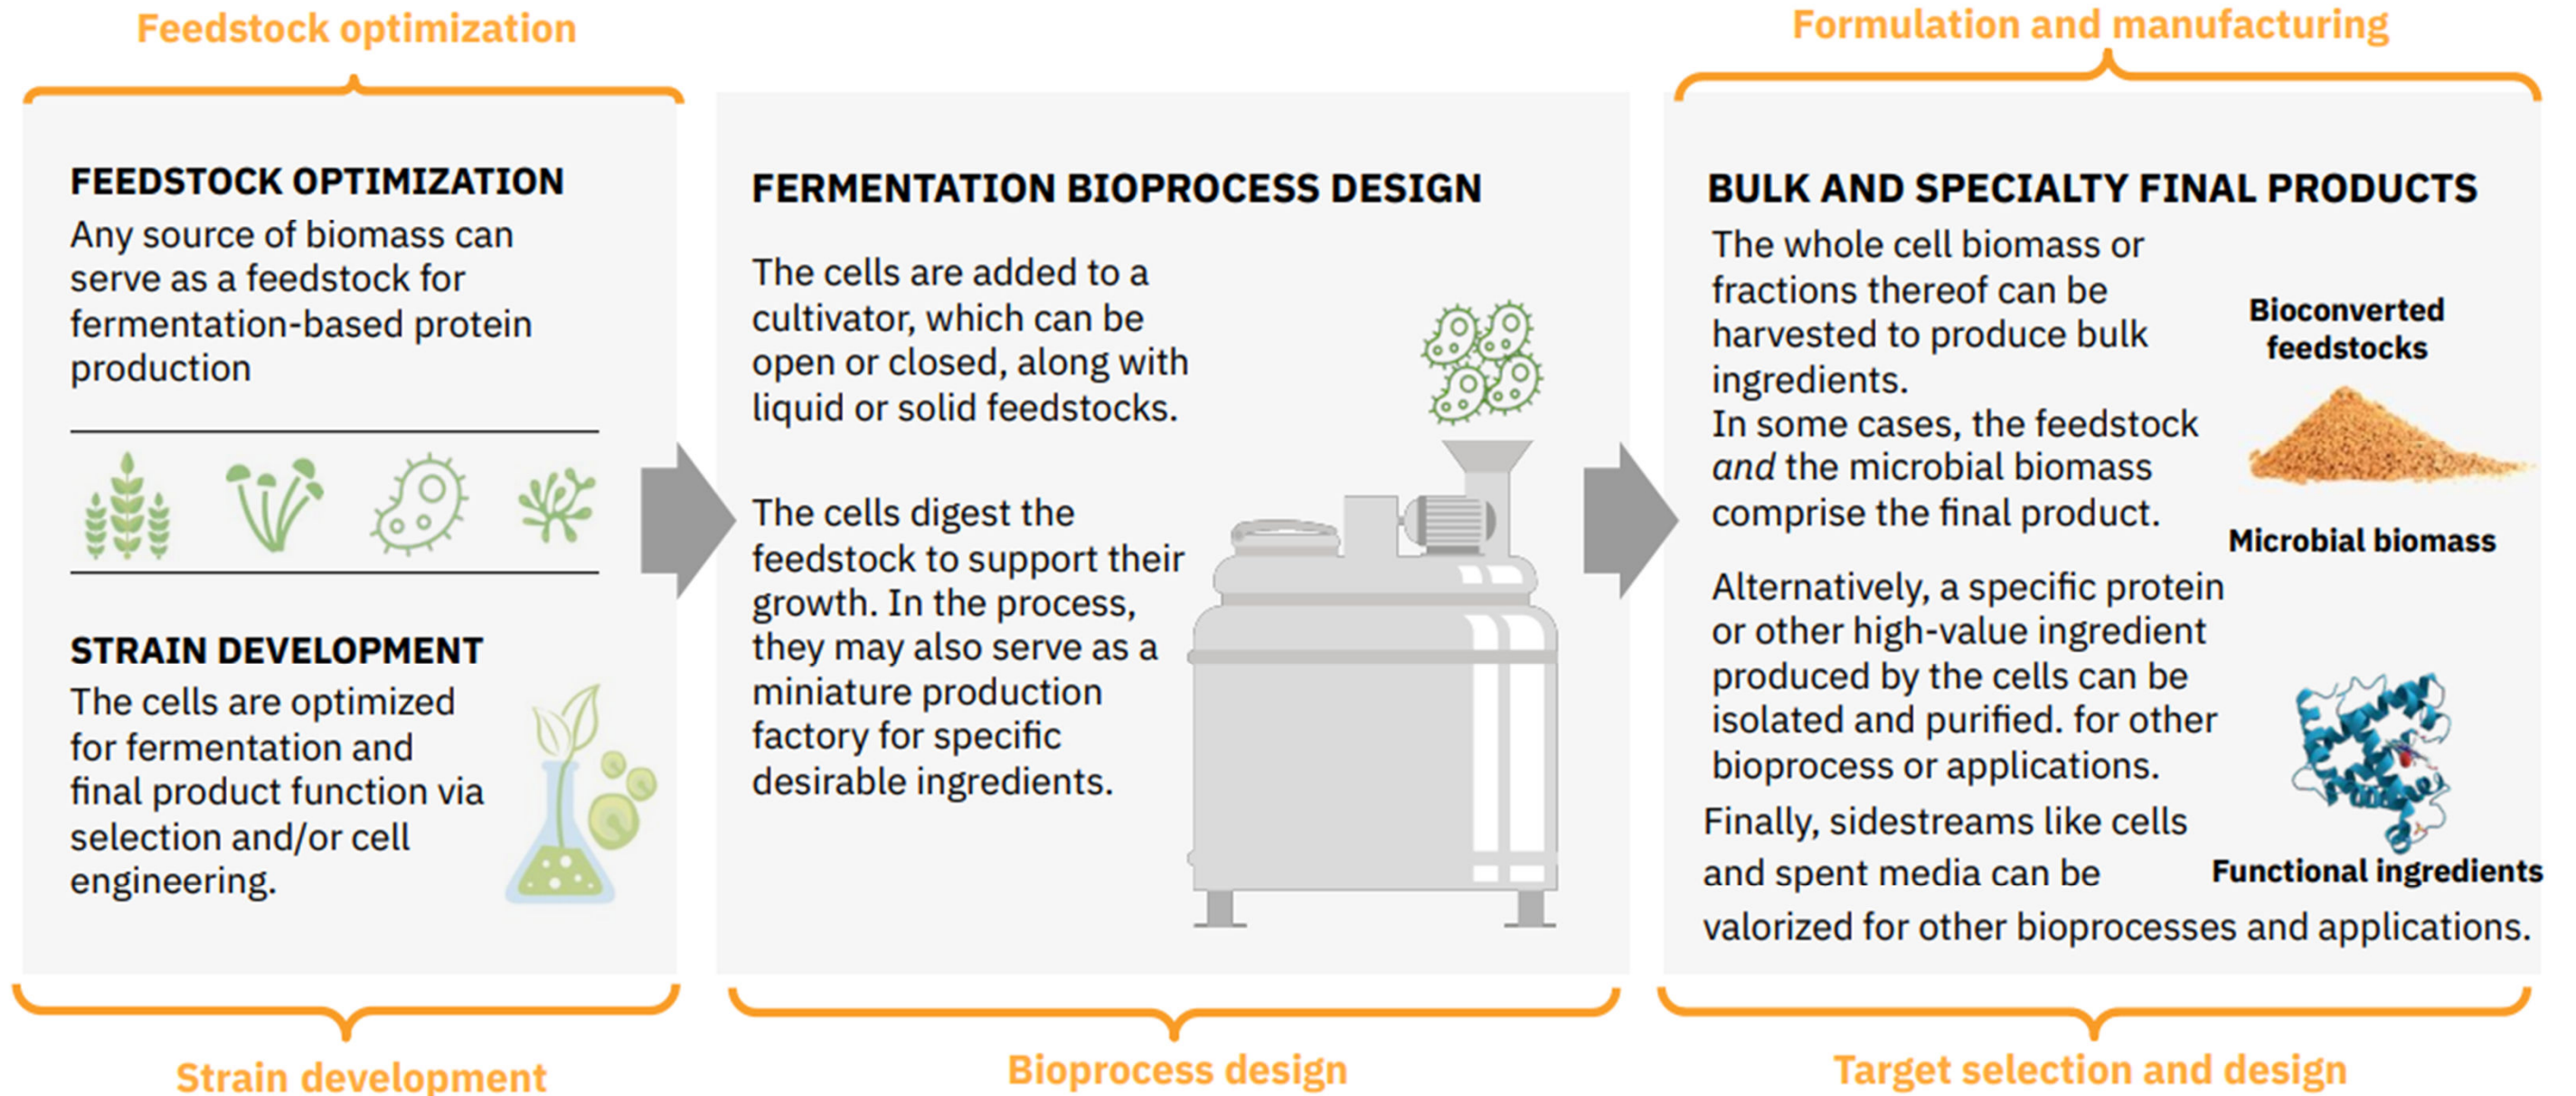 Feedstock optimization
FEEDSTOCK OPTIMIZATION
Any source of biomass can
serve as a feedstock for
fermentation-based protein
production
STRAIN DEVELOPMENT
The cells are optimized
for fermentation and
final product function via
selection and/or cell
engineering.
Strain development
FERMENTATION BIOPROCESS DESIGN
The cells are added to a
cultivator, which can be
open or closed, along with
liquid or solid feedstocks.
The cells digest the
feedstock to support their
growth. In the process,
they may also serve as a
miniature production
factory for specific
desirable ingredients.
Bioprocess design
Formulation and manufacturing
BULK AND SPECIALTY FINAL PRODUCTS
The whole cell biomass or
fractions thereof can be
harvested to produce bulk
ingredients.
In some cases, the feedstock
and the microbial biomass
comprise the final product.
Alternatively, a specific protein
or other high-value ingredient
produced by the cells can be
isolated and purified. for other
bioprocess or applications.
Finally, sidestreams like cells
and spent media can be
valorized for other bioprocesses and applications.
Bioconverted
feedstocks
Microbial biomass
Functional ingredients
Target selection and design